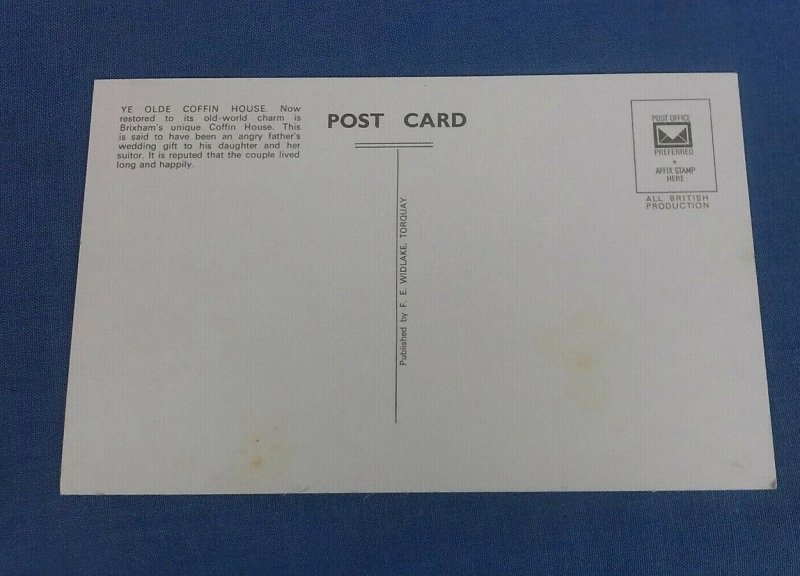 YE OLDE COFFIN HOUSE. Now
restored to its old-world charm is
Brixham's unique Coffin House. This
is said to have been an angry father's
wedding gift to his daughter and her
suitor. It is reputed that the couple lived
long and happily.
POST CARD
Published by F. E. WIDLAKE, TORQUAY
POST OFFICE
PREFERRED
AFFIX STAMP
HERE
ALL BRITISH
PRODUCTION